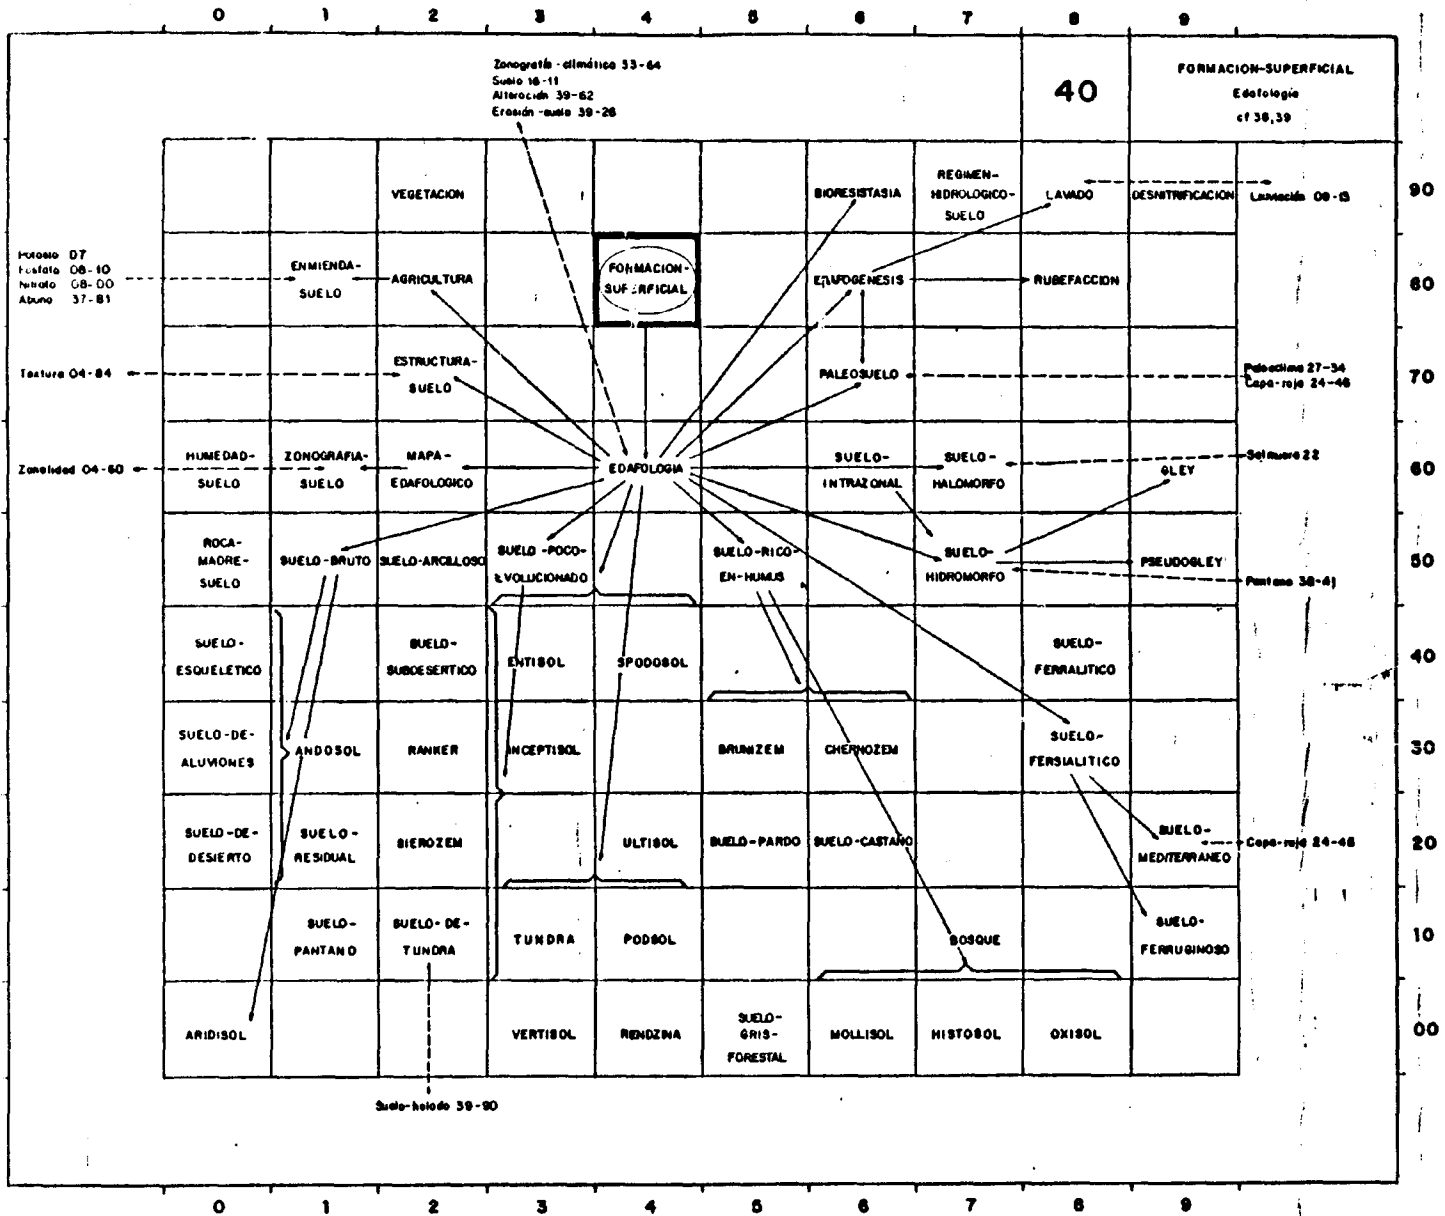 0 1 2 3 4 5 6 7 8 9
Zonografía-climática 33-64
Suelo 16-11
Alteración 39-62
Erosión-suelo 39-26
40
FORMACION-SUPERFICIAL
Edafología
cf 38,39
VEGETACION
BIORESISTASIA
REGIMEN-
HIDROLOGICO-
SUELO
LAVADO
DESNITRIFICACION
Lixiviación 09-15
90
Potasio 07
Fosfato 08-10
Nitrato 08-00
Abono 37-81
ENMIENDA-
SUELO
AGRICULTURA
FORMACION-
SUPERFICIAL
EDAFOGENESIS
RUBEFACCION
80
Textura 04-84
ESTRUCTURA-
SUELO
PALEOSUELO
Paleoclima 27-34
Capa-roja 24-46
70
Zonalidad 04-60
HUMEDAD-
SUELO
ZONOGRAFIA-
SUELO
MAPA-
EDAFOLOGICO
EDAFOLOGIA
SUELO-
INTRAZONAL
SUELO-
HALOMORFO
GLEY
Salmuera 22
60
ROCA-
MADRE-
SUELO
SUELO-BRUTO
SUELO-ARCILLOSO
SUELO-POCO-
EVOLUCIONADO
SUELO-RICO-
EN-HUMUS
SUELO-
HIDROMORFO
PSEUDOGLEY
Pantano 38-41
50
SUELO-
ESQUELETICO
SUELO-
SUBDESERTICO
ENTISOL
SPODOSOL
SUELO-
FERRALITICO
40
SUELO-DE-
ALUVIONES
ANDOSOL
RANKER
INCEPTISOL
BRUNIZEM
CHERNOZEM
SUELO-
FERSIALITICO
30
SUELO-DE-
DESIERTO
SUELO-
RESIDUAL
SIEROZEM
ULTISOL
SUELO-PARDO
SUELO-CASTAÑO
SUELO-
MEDITERRANEO
Capa-roja 24-46
20
SUELO-
PANTANO
SUELO-DE-
TUNDRA
TUNDRA
PODSOL
BOSQUE
SUELO-
FERRUGINOSO
10
ARIDISOL
VERTISOL
RENDZINA
SUELO-
GRIS-
FORESTAL
MOLLISOL
HISTOSOL
OXISOL
00
Suelo-helado 39-90
0 1 2 3 4 5 6 7 8 9